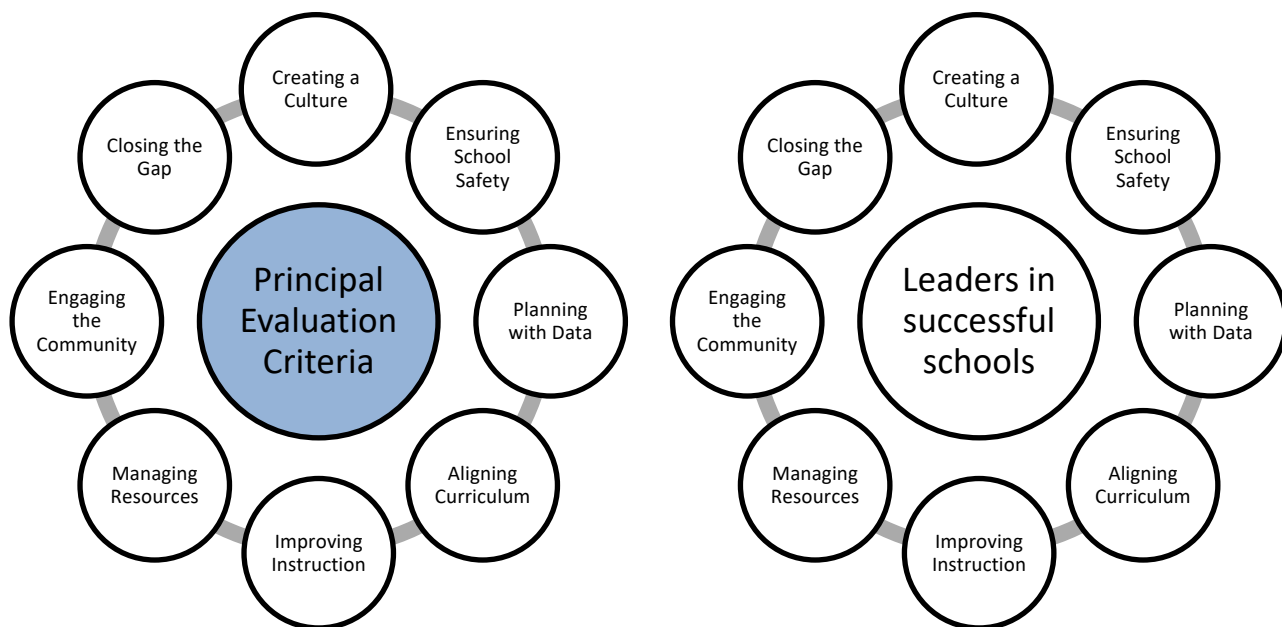 Creating a
Culture
Ensuring
School
Safety
Planning
with Data
Aligning
Curriculum
Improving
Instruction
Managing
Resources
Engaging
the
Community
Closing the
Gap
Principal
Evaluation
Criteria
Creating a
Culture
Ensuring
School
Safety
Planning
with Data
Aligning
Curriculum
Improving
Instruction
Managing
Resources
Engaging
the
Community
Closing the
Gap
Leaders in
successful
schools